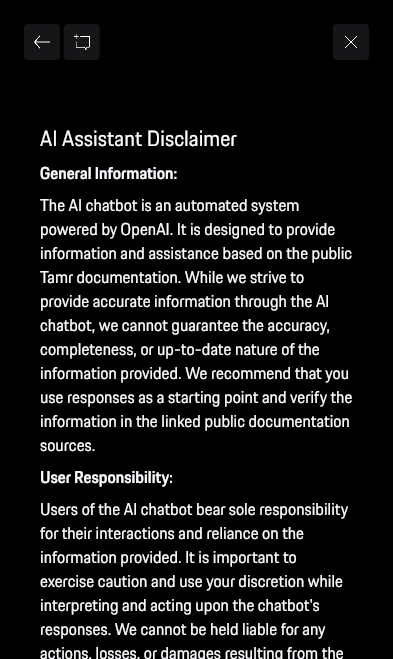 AI Assistant Disclaimer
General Information:
The AI chatbot is an automated system
powered by OpenAI. It is designed to provide
information and assistance based on the public
Tamr documentation. While we strive to
provide accurate information through the AI
chatbot, we cannot guarantee the accuracy,
completeness, or up-to-date nature of the
information provided. We recommend that you
use responses as a starting point and verify the
information in the linked public documentation
sources.
User Responsibility:
Users of the AI chatbot bear sole responsibility
for their interactions and reliance on the
information provided. It is important to
exercise caution and use your discretion while
interpreting and acting upon the chatbot's
responses. We cannot be held liable for any
actions, losses, or damages resulting from the